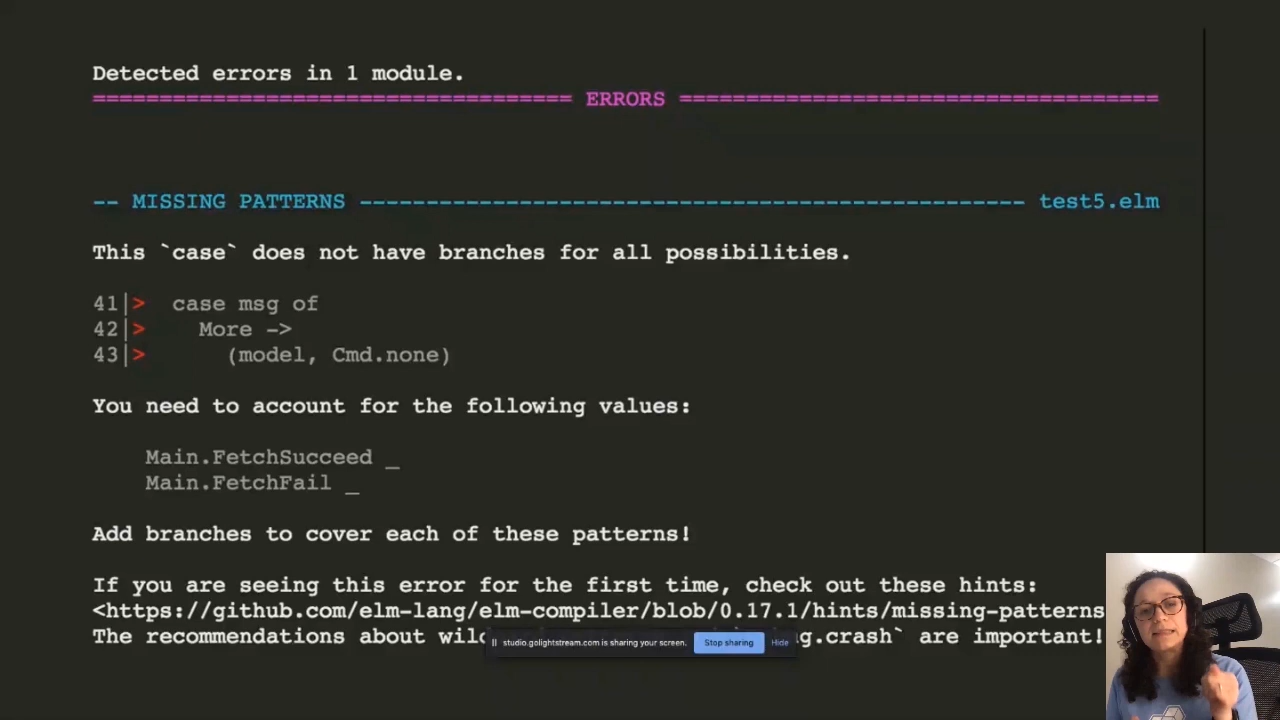 Detected errors in 1 module.
==================================== ERRORS ====================================
-- MISSING PATTERNS -------------------------------------------------- test5.elm
This `case` does not have branches for all possibilities.
41|> case msg of
42|> More ->
43|> (model, Cmd.none)
You need to account for the following values:
Main.FetchSucceed _
Main.FetchFail _
Add branches to cover each of these patterns!
If you are seeing this error for the first time, check out these hints:
<https://github.com/elm-lang/elm-compiler/blob/0.17.1/hints/missing-patterns
The recommendations about g.crash` are important!
studio.golightstream.com is sharing your screen. Stop sharing Hide